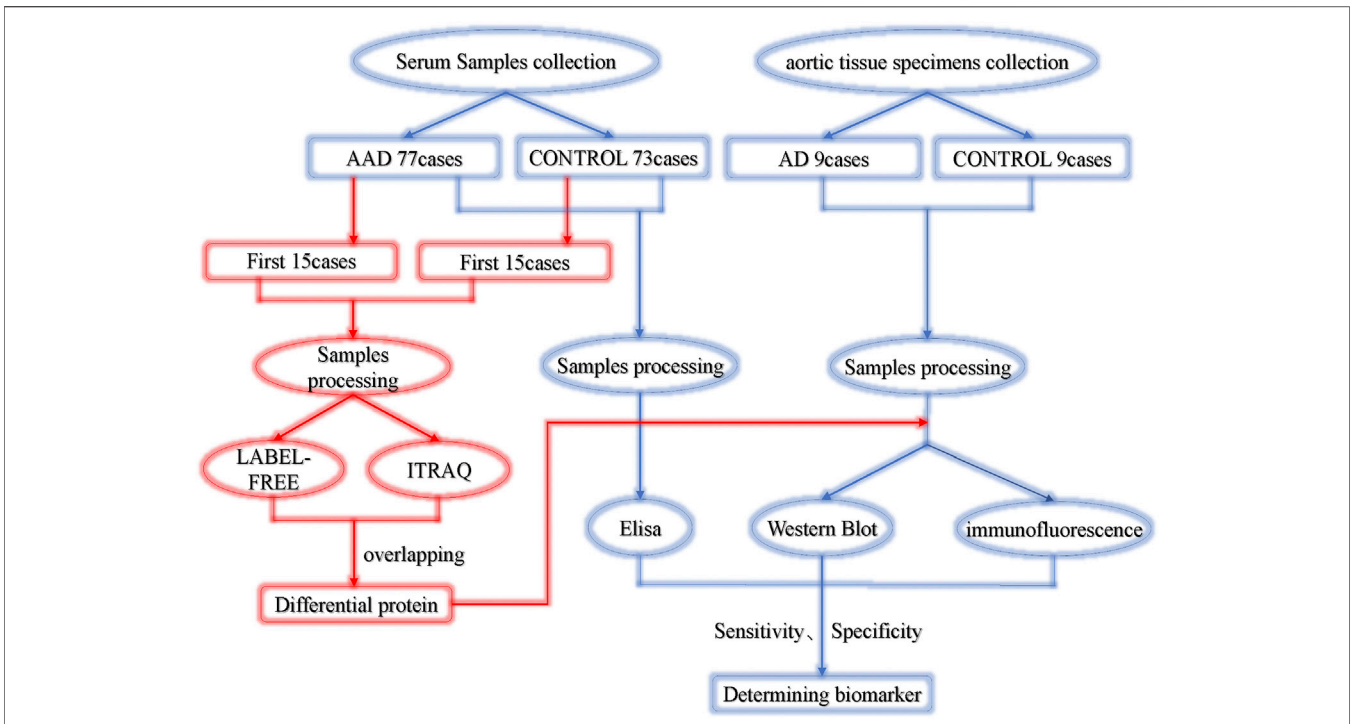 Serum Samples collection
aortic tissue specimens collection
AAD 77cases
CONTROL 73cases
AD 9cases
CONTROL 9cases
First 15cases
First 15cases
Samples
processing
Samples processing
Samples processing
LABEL-
FREE
ITRAQ
Elisa
Western Blot
immunofluorescence
overlapping
Differential protein
Sensitivity、 Specificity
Determining biomarker